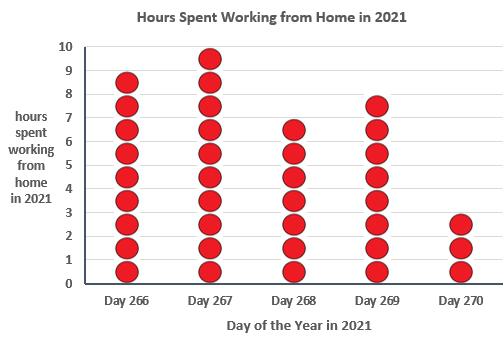 Hours Spent Working from Home in 2021
10
9
8
7
6
5
4
3
2
1
0
hours
spent
working
from
home
in 2021
Day 266 Day 267 Day 268 Day 269 Day 270
Day of the Year in 2021